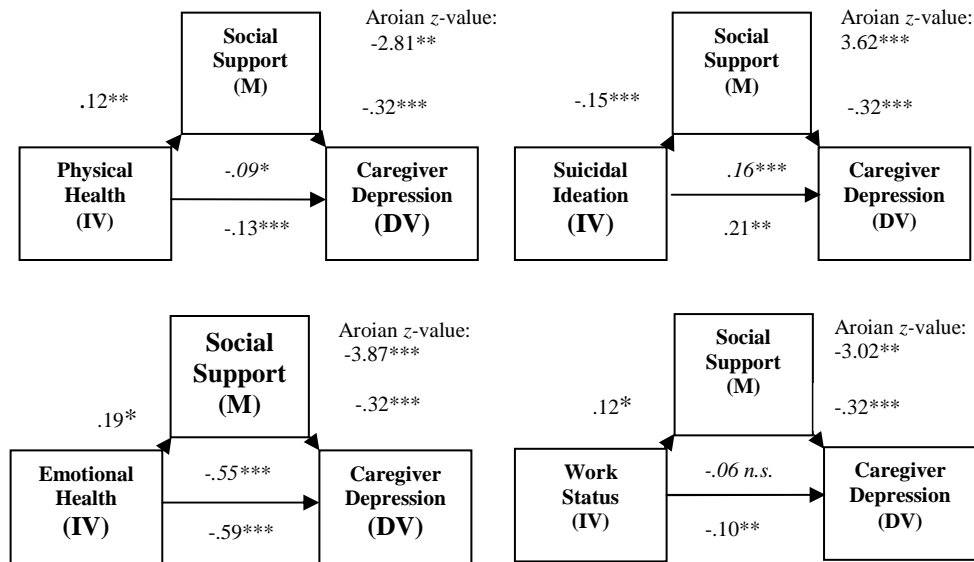 Social
Support
(M)
Aroian z-value:
-2.81**
.12**
-.32***
Physical
Health
(IV)
-.09*
-.13***
Caregiver
Depression
(DV)
Social
Support
(M)
Aroian z-value:
3.62***
-.15***
-.32***
Suicidal
Ideation
(IV)
.16***
.21**
Caregiver
Depression
(DV)
Social
Support
(M)
Aroian z-value:
-3.87***
.19*
-.32***
Emotional
Health
(IV)
-.55***
-.59***
Caregiver
Depression
(DV)
Social
Support
(M)
Aroian z-value:
-3.02**
.12*
-.32***
Work
Status
(IV)
-.06 n.s.
-.10**
Caregiver
Depression
(DV)